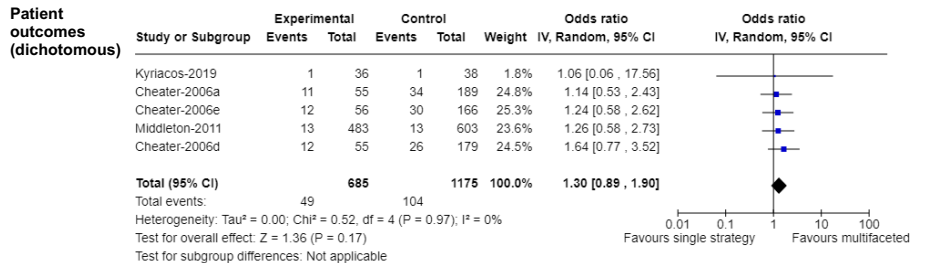 Patient outcomes (dichotomous)
Experimental Control Odds ratio Odds ratio
Study or Subgroup Events Total Events Total Weight IV, Random, 95% CI IV, Random, 95% CI
Kyriacos-2019 1 36 1 38 1.8% 1.06 [0.06 , 17.56]
Cheater-2006a 11 55 34 189 24.8% 1.14 [0.53 , 2.43]
Cheater-2006e 12 56 30 166 25.3% 1.24 [0.58 , 2.62]
Middleton-2011 13 483 13 603 23.6% 1.26 [0.58 , 2.73]
Cheater-2006d 12 55 26 179 24.5% 1.64 [0.77 , 3.52]
Total (95% CI) 685 1175 100.0% 1.30 [0.89 , 1.90]
Total events: 49 104
Heterogeneity: Tau² = 0.00; Chi² = 0.52, df = 4 (P = 0.97); I² = 0%
Test for overall effect: Z = 1.36 (P = 0.17)
Test for subgroup differences: Not applicable
0.01 0.1 1 10 100
Favours single strategy Favours multifaceted